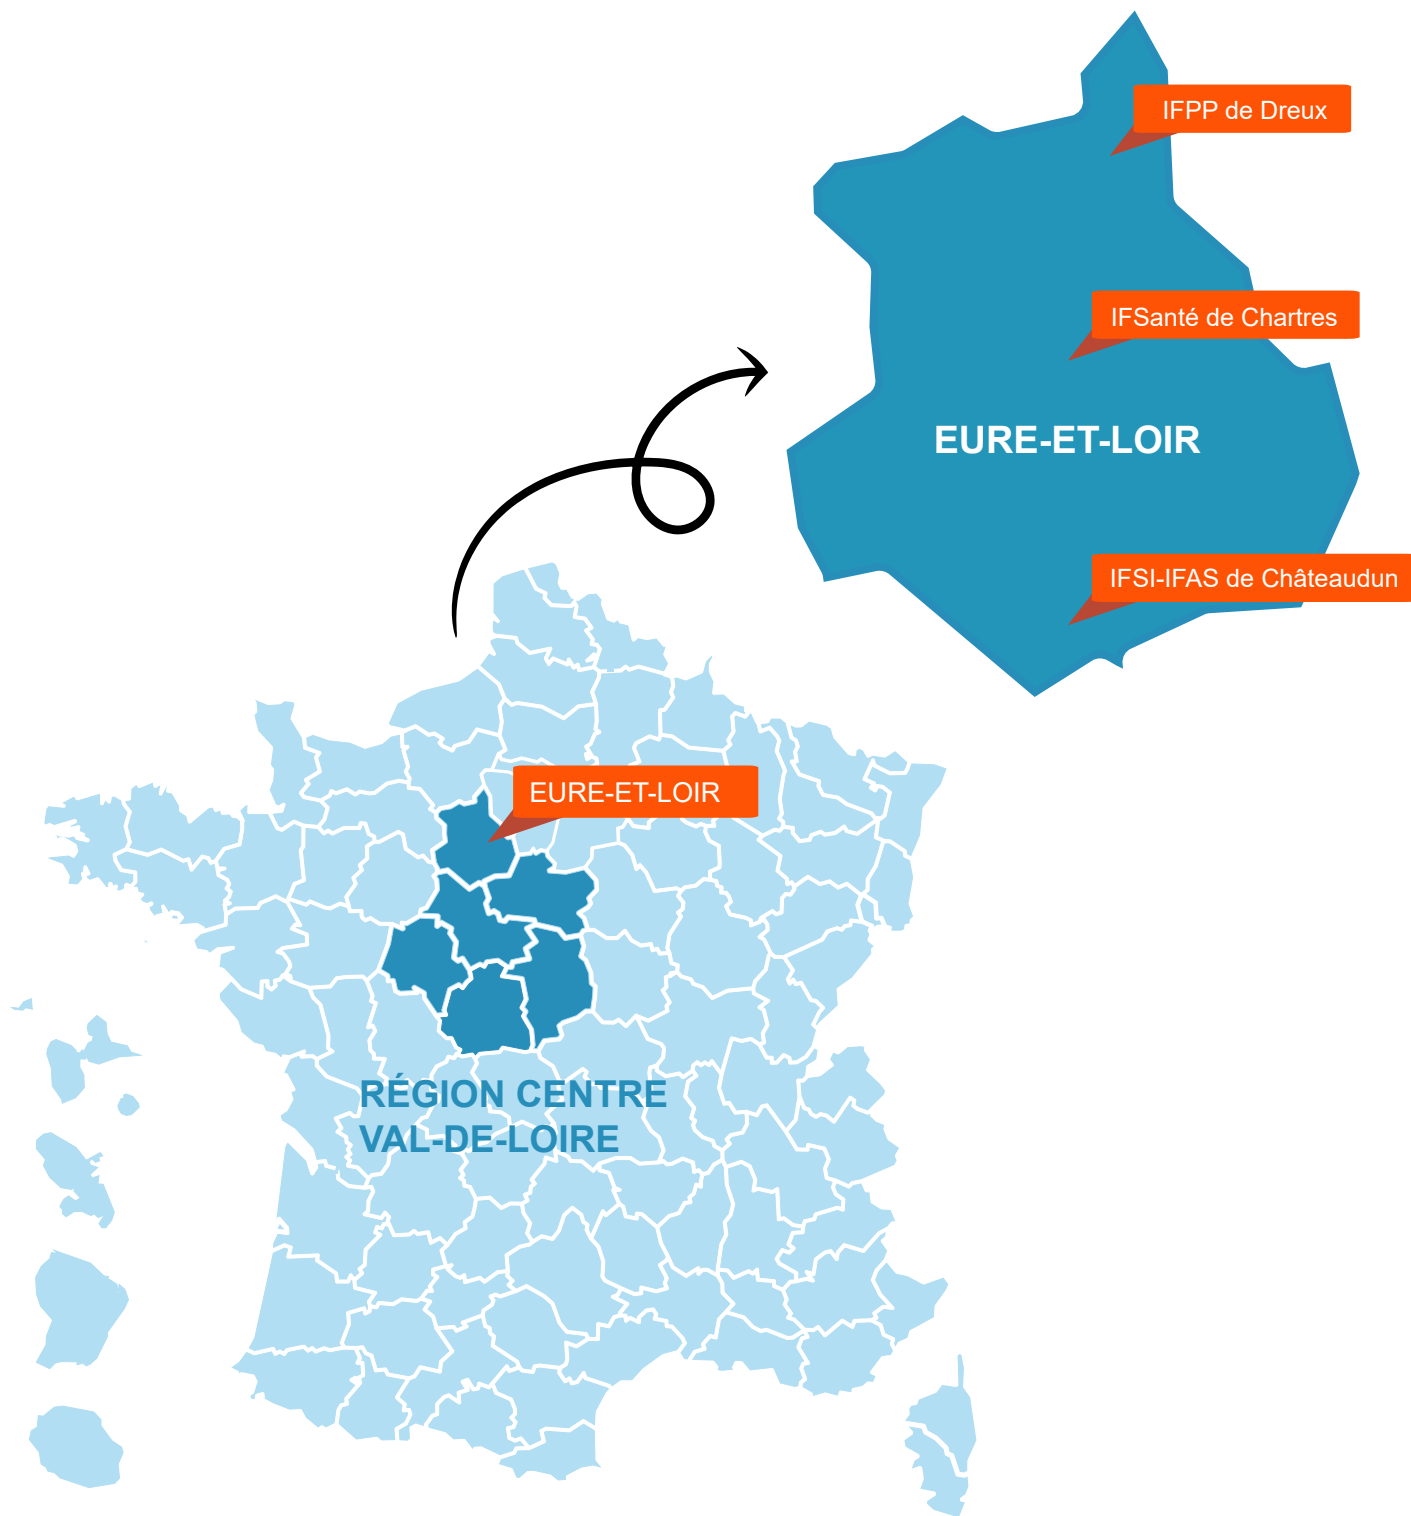 IFPP de Dreux
IFSanté de Chartres
EURE-ET-LOIR
IFSI-IFAS de Châteaudun
EURE-ET-LOIR
RÉGION CENTRE
VAL-DE-LOIRE